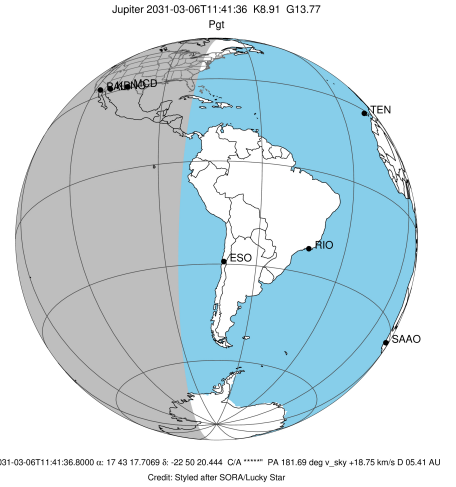 Jupiter 2031-03-06T11:41:36 K8.91 G13.77
Pgt
MCD
TEN
ESO
RIO
SAAO
031-03-06T11:41:36.8000 α: 17 43 17.7069 δ: -22 50 20.444 C/A *****" PA 181.69 deg v_sky +18.75 km/s D 05.41 AU
Credit: Styled after SORA/Lucky Star